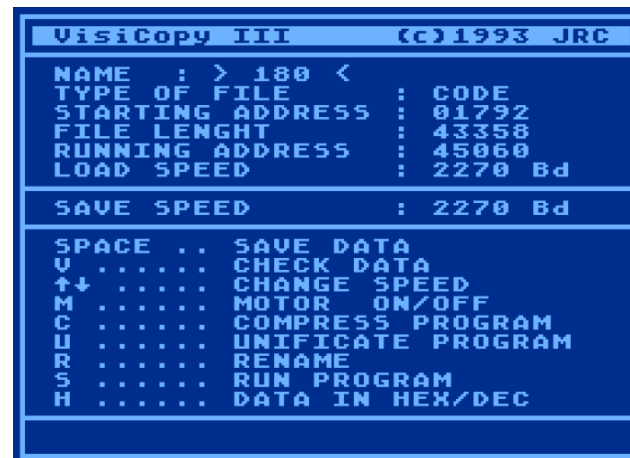 VisiCopy III (c)1993 JRC
NAME : > 180 <
TYPE OF FILE : CODE
STARTING ADDRESS : 01792
FILE LENGHT : 43358
RUNNING ADDRESS : 45060
LOAD SPEED : 2270 Bd
SAVE SPEED : 2270 Bd
SPACE .. SAVE DATA
V ...... CHECK DATA
↑↓ ...... CHANGE SPEED
M ...... MOTOR ON/OFF
C ...... COMPRESS PROGRAM
U ...... UNIFICATE PROGRAM
R ...... RENAME
S ...... RUN PROGRAM
H ...... DATA IN HEX/DEC